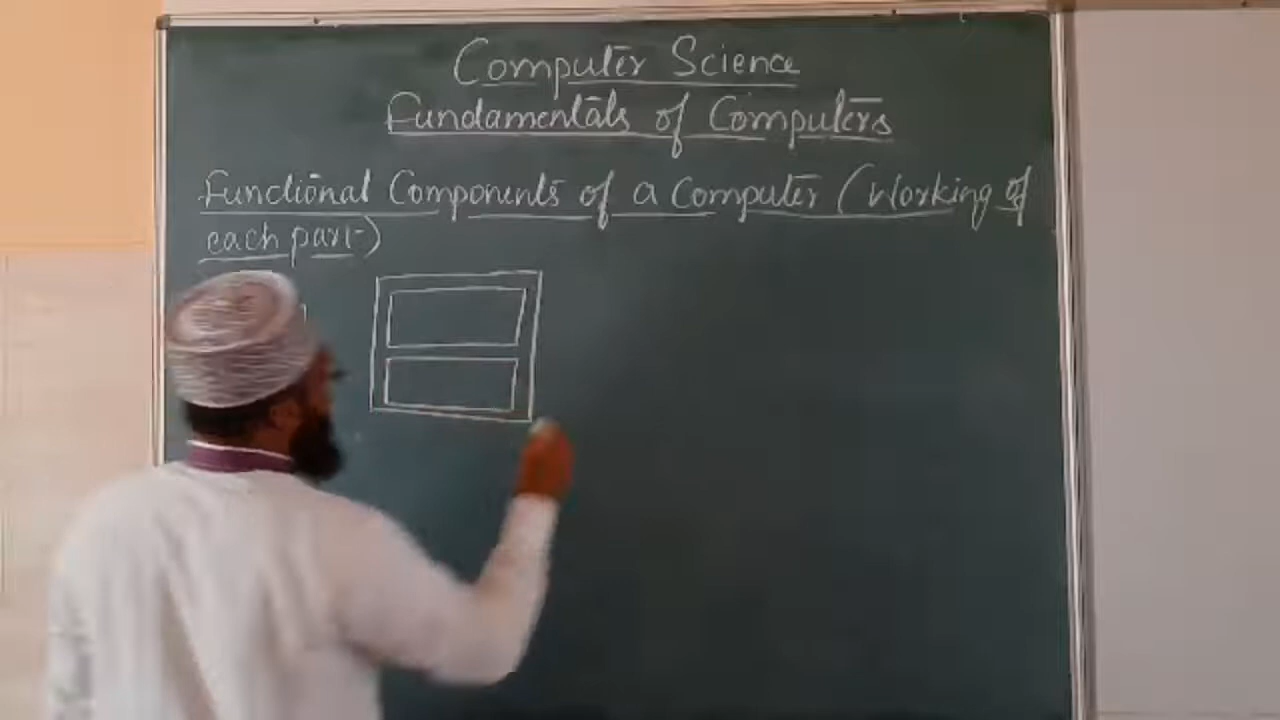 Computer Science
Fundamentals of Computers
Functional Components of a Computer (Working of
each part)